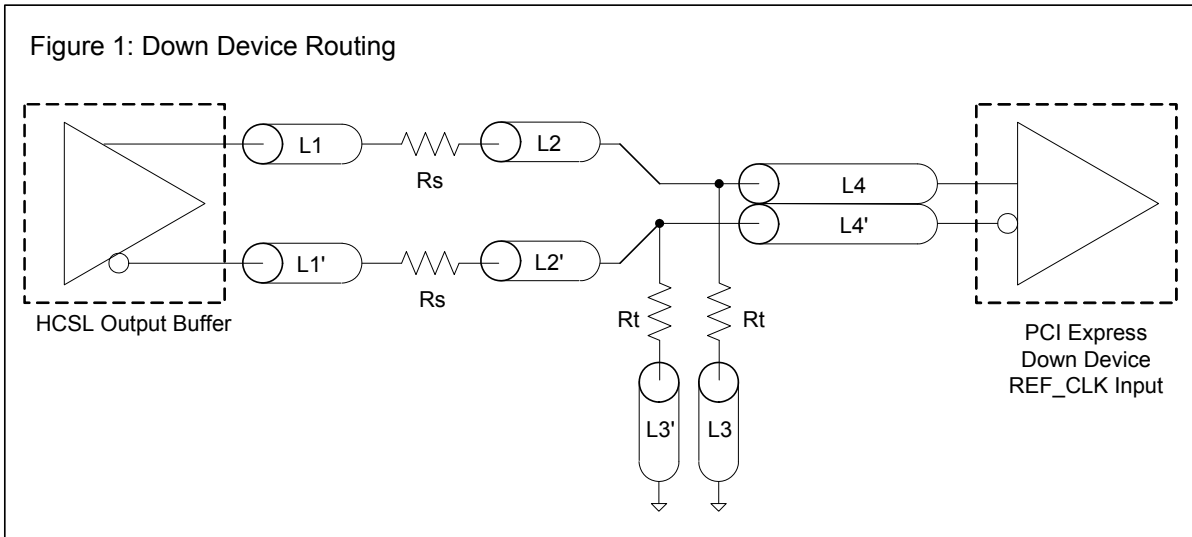 Figure 1: Down Device Routing
L1
Rs
L2
L4
L4'
L1'
Rs
L2'
HCSL Output Buffer
Rt
Rt
PCI Express
Down Device
REF_CLK Input
L3'
L3